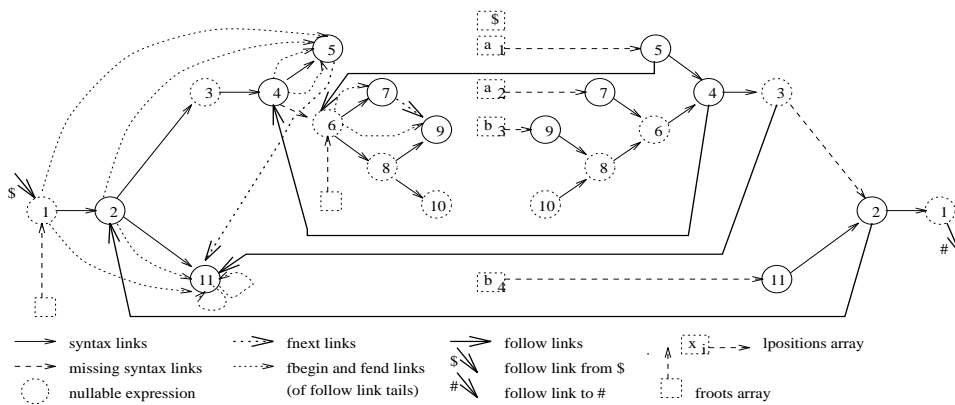 $
a 1
5
5
3
4
a 2
7
7
4
3
6
b 3
9
9
6
8
8
10
10
$
1
2
2
1
#
11
b 4
11
syntax links
fnext links
follow links
x i
lpositions array
missing syntax links
fbegin and fend links
$
follow link from $
nullable expression
(of follow link tails)
#
follow link to #
froots array